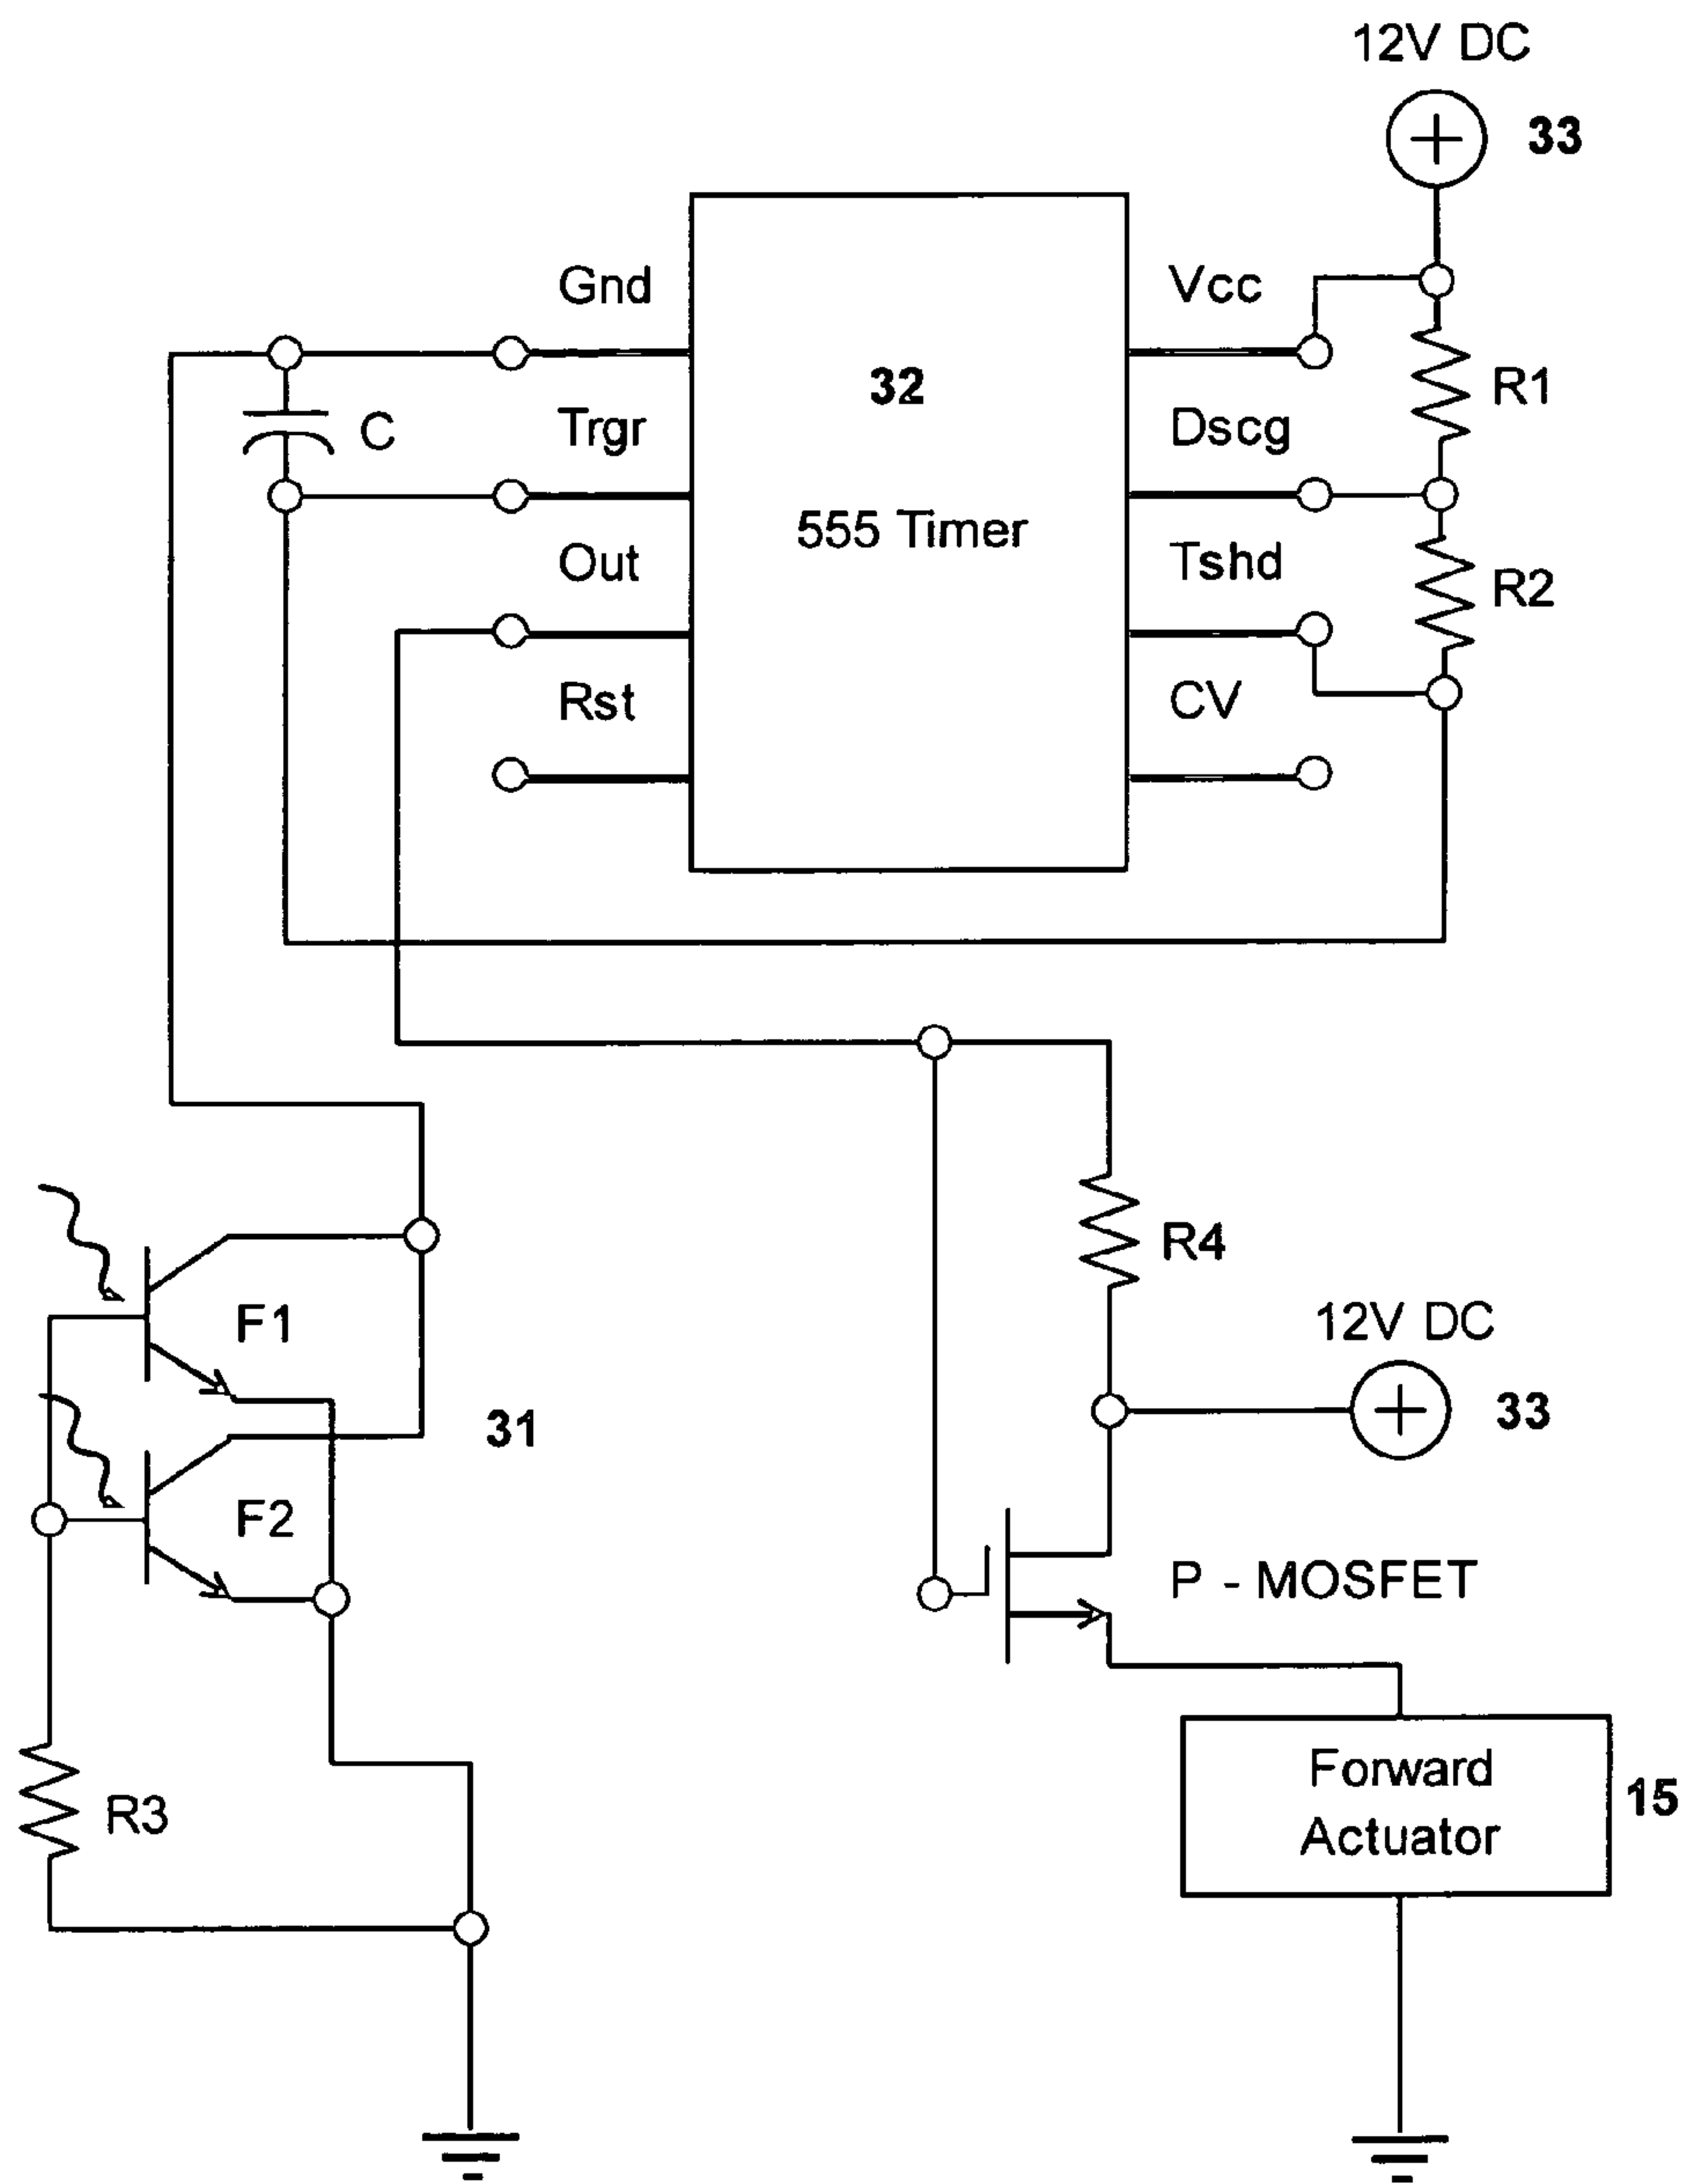 12V DC
33
Gnd
Vcc
32
R1
Trgr
C
Dscg
555 Timer
Out
Tshd
R2
Rst
CV
R4
F1
12V DC
33
31
F2
P - MOSFET
Forward
Actuator
15
R3